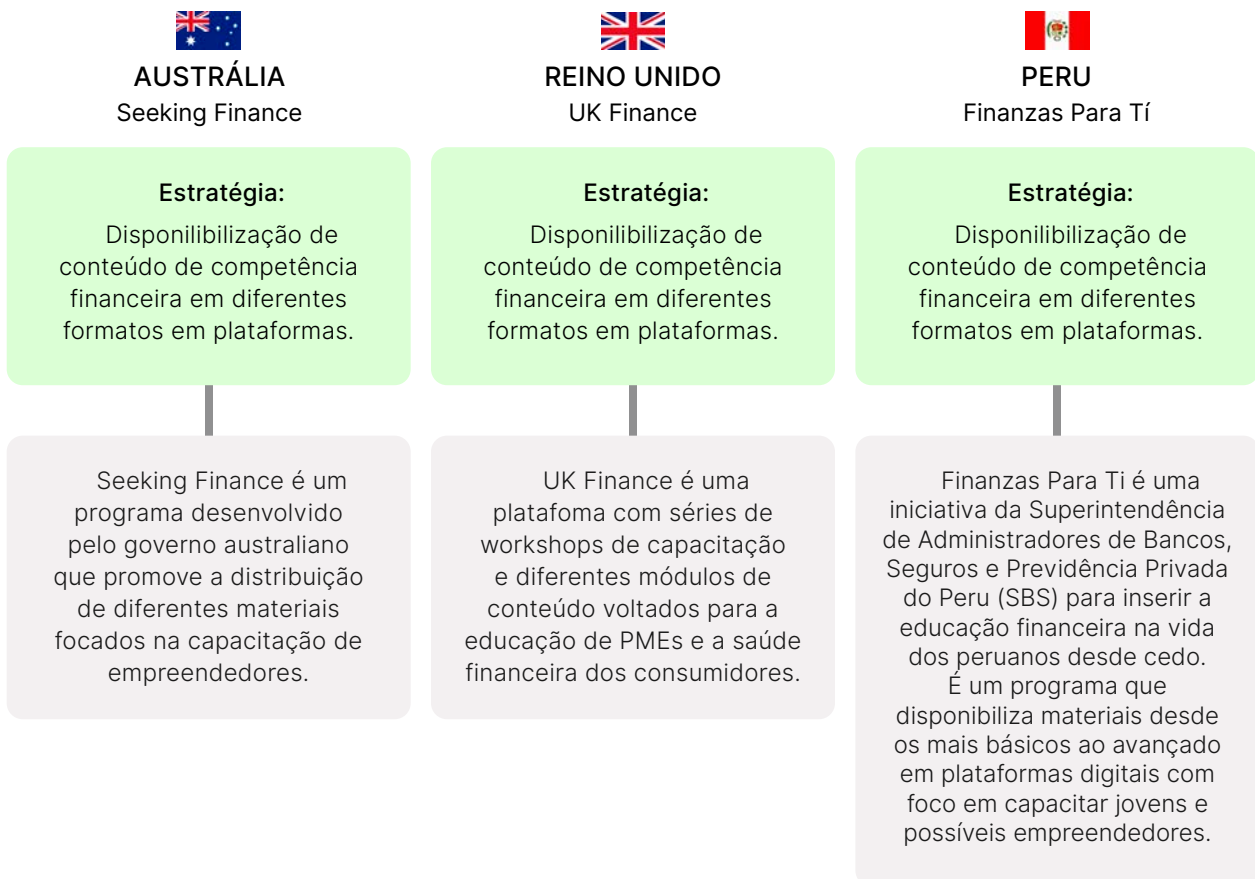 AUSTRÁLIA
Seeking Finance
Estratégia:
Disponilibilização de
conteúdo de competência
financeira em diferentes
formatos em plataformas.
Seeking Finance é um
programa desenvolvido
pelo governo australiano
que promove a distribuição
de diferentes materiais
focados na capacitação de
empreendedores.
REINO UNIDO
UK Finance
Estratégia:
Disponilibilização de
conteúdo de competência
financeira em diferentes
formatos em plataformas.
UK Finance é uma
platafoma com séries de
workshops de capacitação
e diferentes módulos de
conteúdo voltados para a
educação de PMEs e a saúde
financeira dos consumidores.
PERU
Finanzas Para Tí
Estratégia:
Disponilibilização de
conteúdo de competência
financeira em diferentes
formatos em plataformas.
Finanzas Para Ti é uma
iniciativa da Superintendência
de Administradores de Bancos,
Seguros e Previdência Privada
do Peru (SBS) para inserir a
educação financeira na vida
dos peruanos desde cedo.
É um programa que
disponibiliza materiais desde
os mais básicos ao avançado
em plataformas digitais com
foco em capacitar jovens e
possíveis empreendedores.